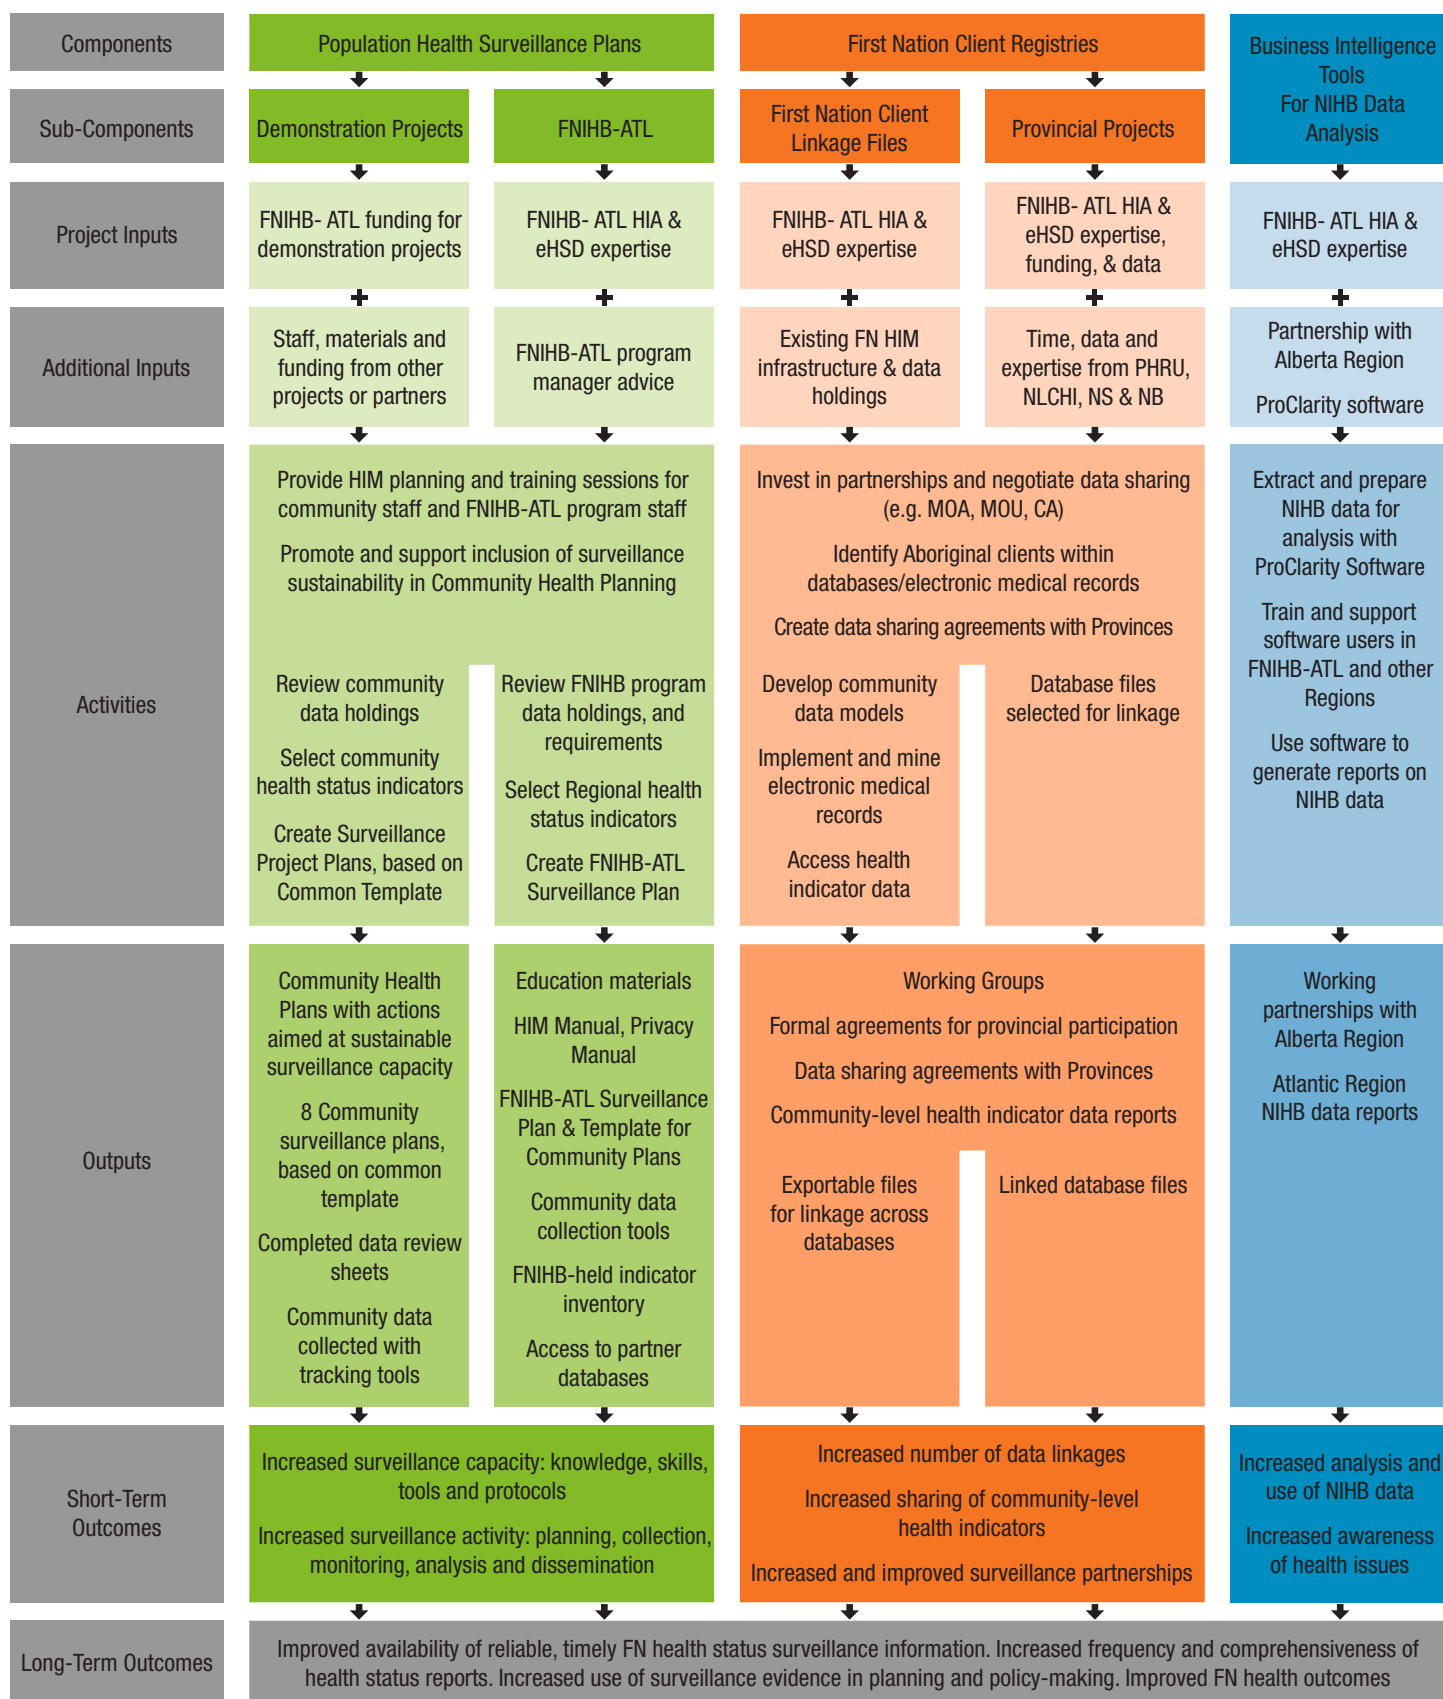 Components
Population Health Surveillance Plans
First Nation Client Registries
Business Intelligence
Tools
For NIHB Data
Analysis
Sub-Components
Demonstration Projects
FNIHB-ATL
First Nation Client
Linkage Files
Provincial Projects
Project Inputs
FNIHB- ATL funding for
demonstration projects
FNIHB- ATL HIA &
eHSD expertise
FNIHB- ATL HIA &
eHSD expertise
FNIHB- ATL HIA &
eHSD expertise,
funding, & data
FNIHB- ATL HIA &
eHSD expertise
Additional Inputs
Staff, materials and
funding from other
projects or partners
FNIHB-ATL program
manager advice
Existing FN HIM
infrastructure & data
holdings
Time, data and
expertise from PHRU,
NLCHI, NS & NB
Partnership with
Alberta Region
ProClarity software
Activities
Provide HIM planning and training sessions for
community staff and FNIHB-ATL program staff
Promote and support inclusion of surveillance
sustainability in Community Health Planning
Review community
data holdings
Select community
health status indicators
Create Surveillance
Project Plans, based on
Common Template
Review FNIHB program
data holdings, and
requirements
Select Regional health
status indicators
Create FNIHB-ATL
Surveillance Plan
Invest in partnerships and negotiate data sharing
(e.g. MOA, MOU, CA)
Identify Aboriginal clients within
databases/electronic medical records
Create data sharing agreements with Provinces
Develop community
data models
Implement and mine
electronic medical
records
Access health
indicator data
Database files
selected for linkage
Extract and prepare
NIHB data for
analysis with
ProClarity Software
Train and support
software users in
FNIHB-ATL and other
Regions
Use software to
generate reports on
NIHB data
Outputs
Community Health
Plans with actions
aimed at sustainable
surveillance capacity
8 Community
surveillance plans,
based on common
template
Completed data review
sheets
Community data
collected with
tracking tools
Education materials
HIM Manual, Privacy
Manual
FNIHB-ATL Surveillance
Plan & Template for
Community Plans
Community data
collection tools
FNIHB-held indicator
inventory
Access to partner
databases
Working Groups
Formal agreements for provincial participation
Data sharing agreements with Provinces
Community-level health indicator data reports
Exportable files
for linkage across
databases
Linked database files
Working
partnerships with
Alberta Region
Atlantic Region
NIHB data reports
Short-Term
Outcomes
Increased surveillance capacity: knowledge, skills,
tools and protocols
Increased surveillance activity: planning, collection,
monitoring, analysis and dissemination
Increased number of data linkages
Increased sharing of community-level
health indicators
Increased and improved surveillance partnerships
Increased analysis and
use of NIHB data
Increased awareness
of health issues
Long-Term Outcomes
Improved availability of reliable, timely FN health status surveillance information. Increased frequency and comprehensiveness of
health status reports. Increased use of surveillance evidence in planning and policy-making. Improved FN health outcomes